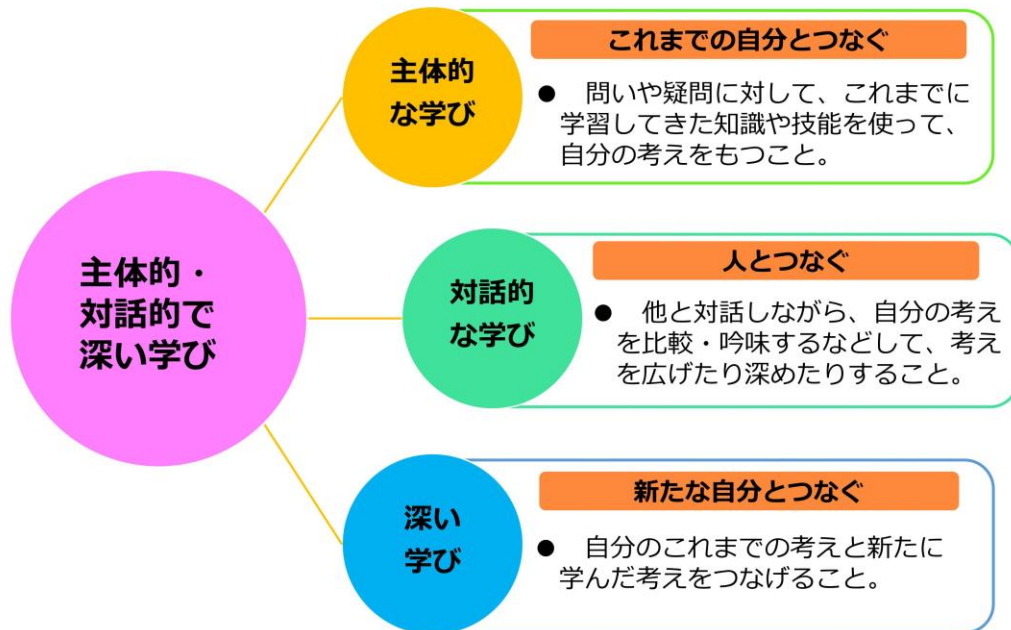 主体的・
対話的で
深い学び
主体的
な学び
これまでの自分とつなぐ
● 問いや疑問に対して、これまでに
学習してきた知識や技能を使って、
自分の考えをもつこと。
対話的
な学び
人とつなぐ
● 他と対話しながら、自分の考え
を比較・吟味するなどして、考え
を広げたり深めたりすること。
深い
学び
新たな自分とつなぐ
● 自分のこれまでの考えと新たに
学んだ考えをつなげること。